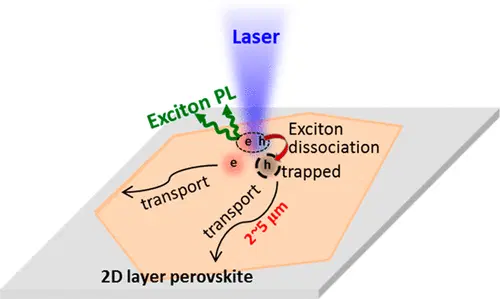 Laser
Exciton PL
e h
Exciton
dissociation
e
h
trapped
transport
transport
2~5 μm
2D layer perovskite